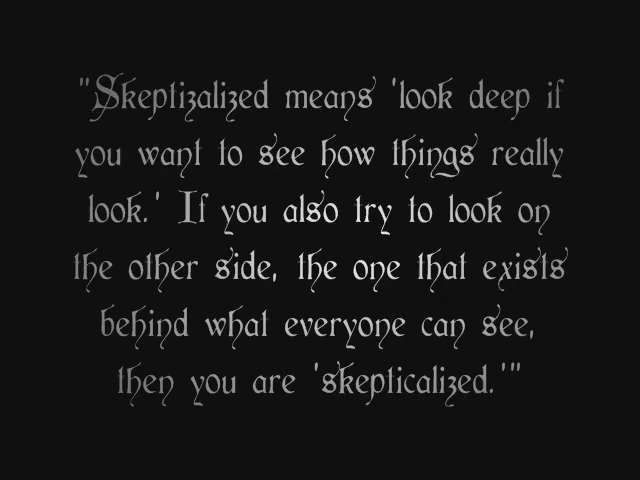 "Skeptizalized means 'look deep if
you want to see how things really
look.' If you also try to look on
the other side, the one that exists
behind what everyone can see,
then you are 'skepticalized.'"